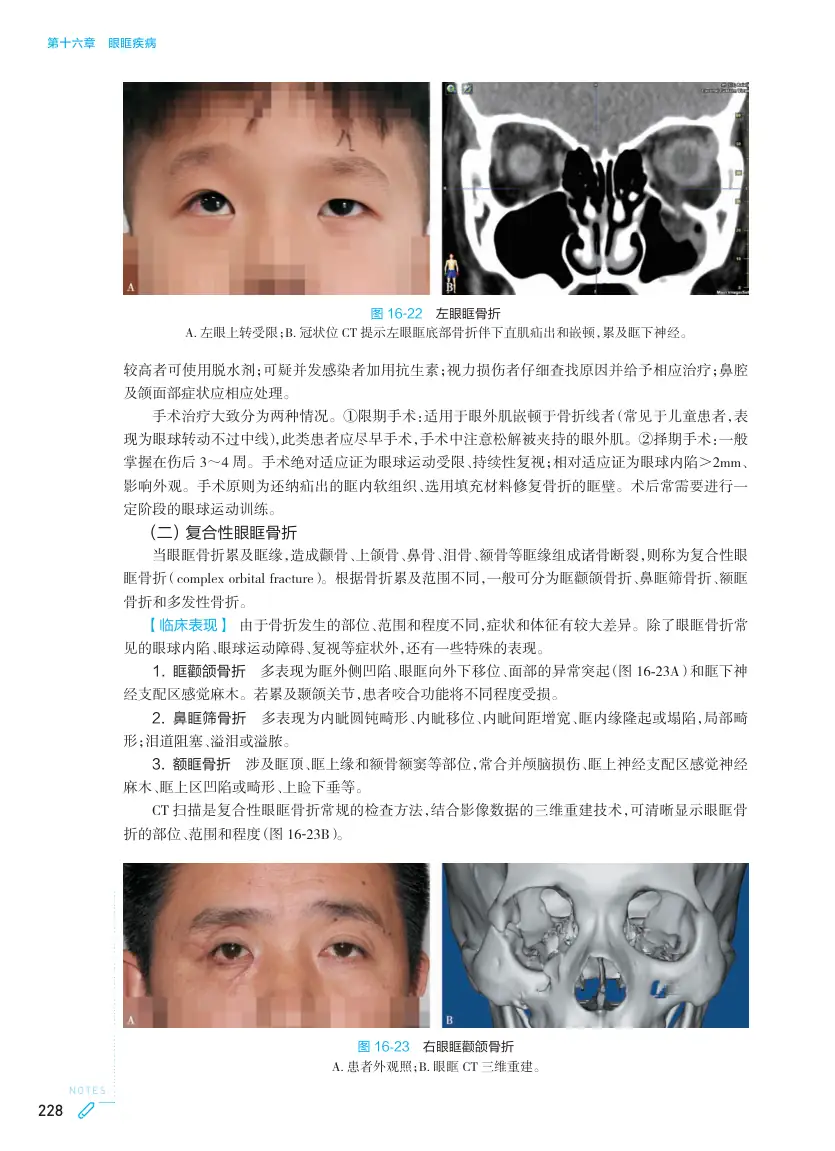 第十六章 眼眶疾病
A
B
图 16-22 左眼眶骨折
A. 左眼上转受限；B. 冠状位 CT 提示左眼眶底部骨折伴下直肌疝出和嵌顿，累及眶下神经。
较高者可使用脱水剂；可疑并发感染者加用抗生素；视力损伤者仔细查找原因并给予相应治疗；鼻腔
及颌面部症状应相应处理。
手术治疗大致分为两种情况。①限期手术：适用于眼外肌嵌顿于骨折线者（常见于儿童患者，表
现为眼球转动不过中线），此类患者应尽早手术，手术中注意松解被夹持的眼外肌。②择期手术：一般
掌握在伤后 3～4 周。手术绝对适应证为眼球运动受限、持续性复视；相对适应证为眼球内陷＞2mm、
影响外观。手术原则为还纳疝出的眶内软组织、选用填充材料修复骨折的眶壁。术后常需要进行一
定阶段的眼球运动训练。
（二）复合性眼眶骨折
当眼眶骨折累及眶缘，造成颧骨、上颌骨、鼻骨、泪骨、额骨等眶缘组成诸骨断裂，则称为复合性眼
眶骨折（complex orbital fracture）。根据骨折累及范围不同，一般可分为眶颧颌骨折、鼻眶筛骨折、额眶
骨折和多发性骨折。
【临床表现】 由于骨折发生的部位、范围和程度不同，症状和体征有较大差异。除了眼眶骨折常
见的眼球内陷、眼球运动障碍、复视等症状外，还有一些特殊的表现。
1. 眶颧颌骨折 多表现为眶外侧凹陷、眼眶向外下移位、面部的异常突起（图 16-23A）和眶下神
经支配区感觉麻木。若累及颞颌关节，患者咬合功能将不同程度受损。
2. 鼻眶筛骨折 多表现为内眦圆钝畸形、内眦移位、内眦间距增宽、眶内缘隆起或塌陷，局部畸
形；泪道阻塞、溢泪或溢脓。
3. 额眶骨折 涉及眶顶、眶上缘和额骨额窦等部位，常合并颅脑损伤、眶上神经支配区感觉神经
麻木、眶上区凹陷或畸形、上睑下垂等。
CT 扫描是复合性眼眶骨折常规的检查方法，结合影像数据的三维重建技术，可清晰显示眼眶骨
折的部位、范围和程度（图 16-23B）。
A
B
图 16-23 右眼眶颧颌骨折
A. 患者外观照；B. 眼眶 CT 三维重建。
NOTES
228